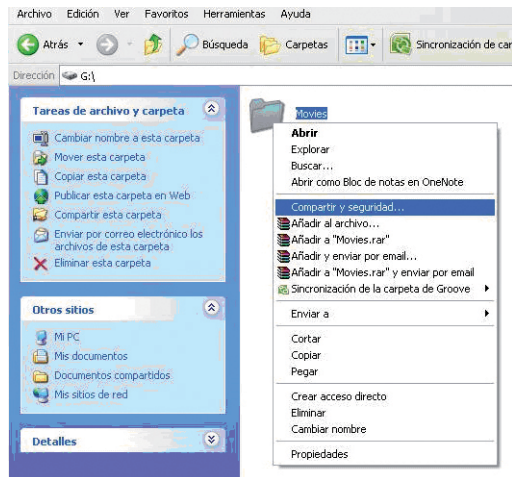 Archivo Edición Ver Favoritos Herramientas Ayuda
Atrás Búsqueda Carpetas Sincronización de car
Dirección G:\
Tareas de archivo y carpeta
Cambiar nombre a esta carpeta
Mover esta carpeta
Copiar esta carpeta
Publicar esta carpeta en Web
Compartir esta carpeta
Enviar por correo electrónico los
archivos de esta carpeta
Eliminar esta carpeta
Otros sitios
Mi PC
Mis documentos
Documentos compartidos
Mis sitios de red
Detalles
Movies
Abrir
Explorar
Buscar...
Abrir como Bloc de notas en OneNote
Compartir y seguridad...
Añadir al archivo...
Añadir a "Movies.rar"
Añadir y enviar por email...
Añadir a "Movies.rar" y enviar por email
Sincronización de la carpeta de Groove
Enviar a
Cortar
Copiar
Pegar
Crear acceso directo
Eliminar
Cambiar nombre
Propiedades